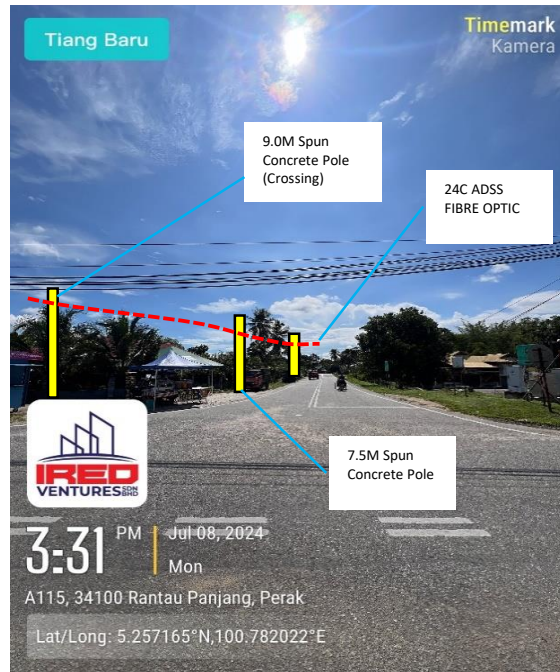 Tiang Baru
Timemark
Kamera
9.0M Spun
Concrete Pole
(Crossing)
24C ADSS
FIBRE OPTIC
7.5M Spun
Concrete Pole
IRED
VENTURES SDN BHD
3:31 PM
Jul 08, 2024
Mon
A115, 34100 Rantau Panjang, Perak
Lat/Long: 5.257165°N,100.782022°E